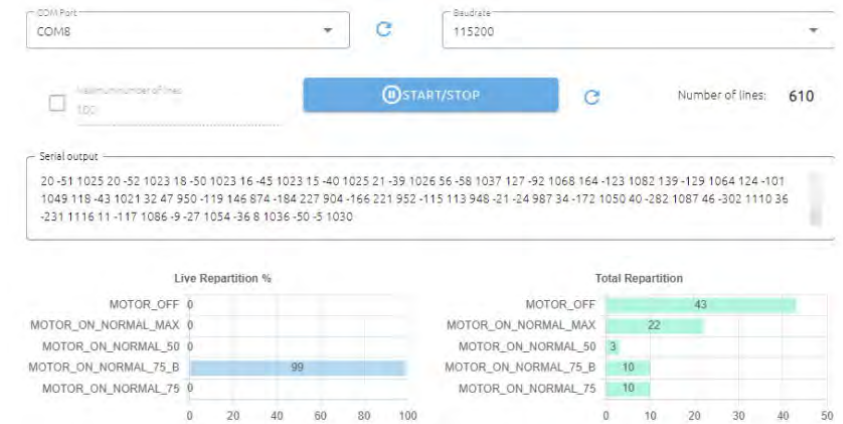 COM Port
COM8
Baudrate
115200
Maximum number of lines
100
START/STOP
Number of lines: 610
Serial output
20 -51 1025 20 -52 1023 18 -50 1023 16 -45 1023 15 -40 1025 21 -39 1026 56 -58 1037 127 -92 1068 164 -123 1082 139 -129 1064 124 -101
1049 118 -43 1021 32 47 950 -119 146 874 -184 227 904 -166 221 952 -115 113 948 -21 -24 987 34 -172 1050 40 -282 1087 46 -302 1110 36
-231 1116 11 -117 1086 -9 -27 1054 -36 8 1036 -50 -5 1030
Live Repartition %
MOTOR_OFF 0
MOTOR_ON_NORMAL_MAX 0
MOTOR_ON_NORMAL_50 0
MOTOR_ON_NORMAL_75_B 99
MOTOR_ON_NORMAL_75 0
0 20 40 60 80 100
Total Repartition
MOTOR_OFF 43
MOTOR_ON_NORMAL_MAX 22
MOTOR_ON_NORMAL_50 3
MOTOR_ON_NORMAL_75_B 10
MOTOR_ON_NORMAL_75 10
0 10 20 30 40 50